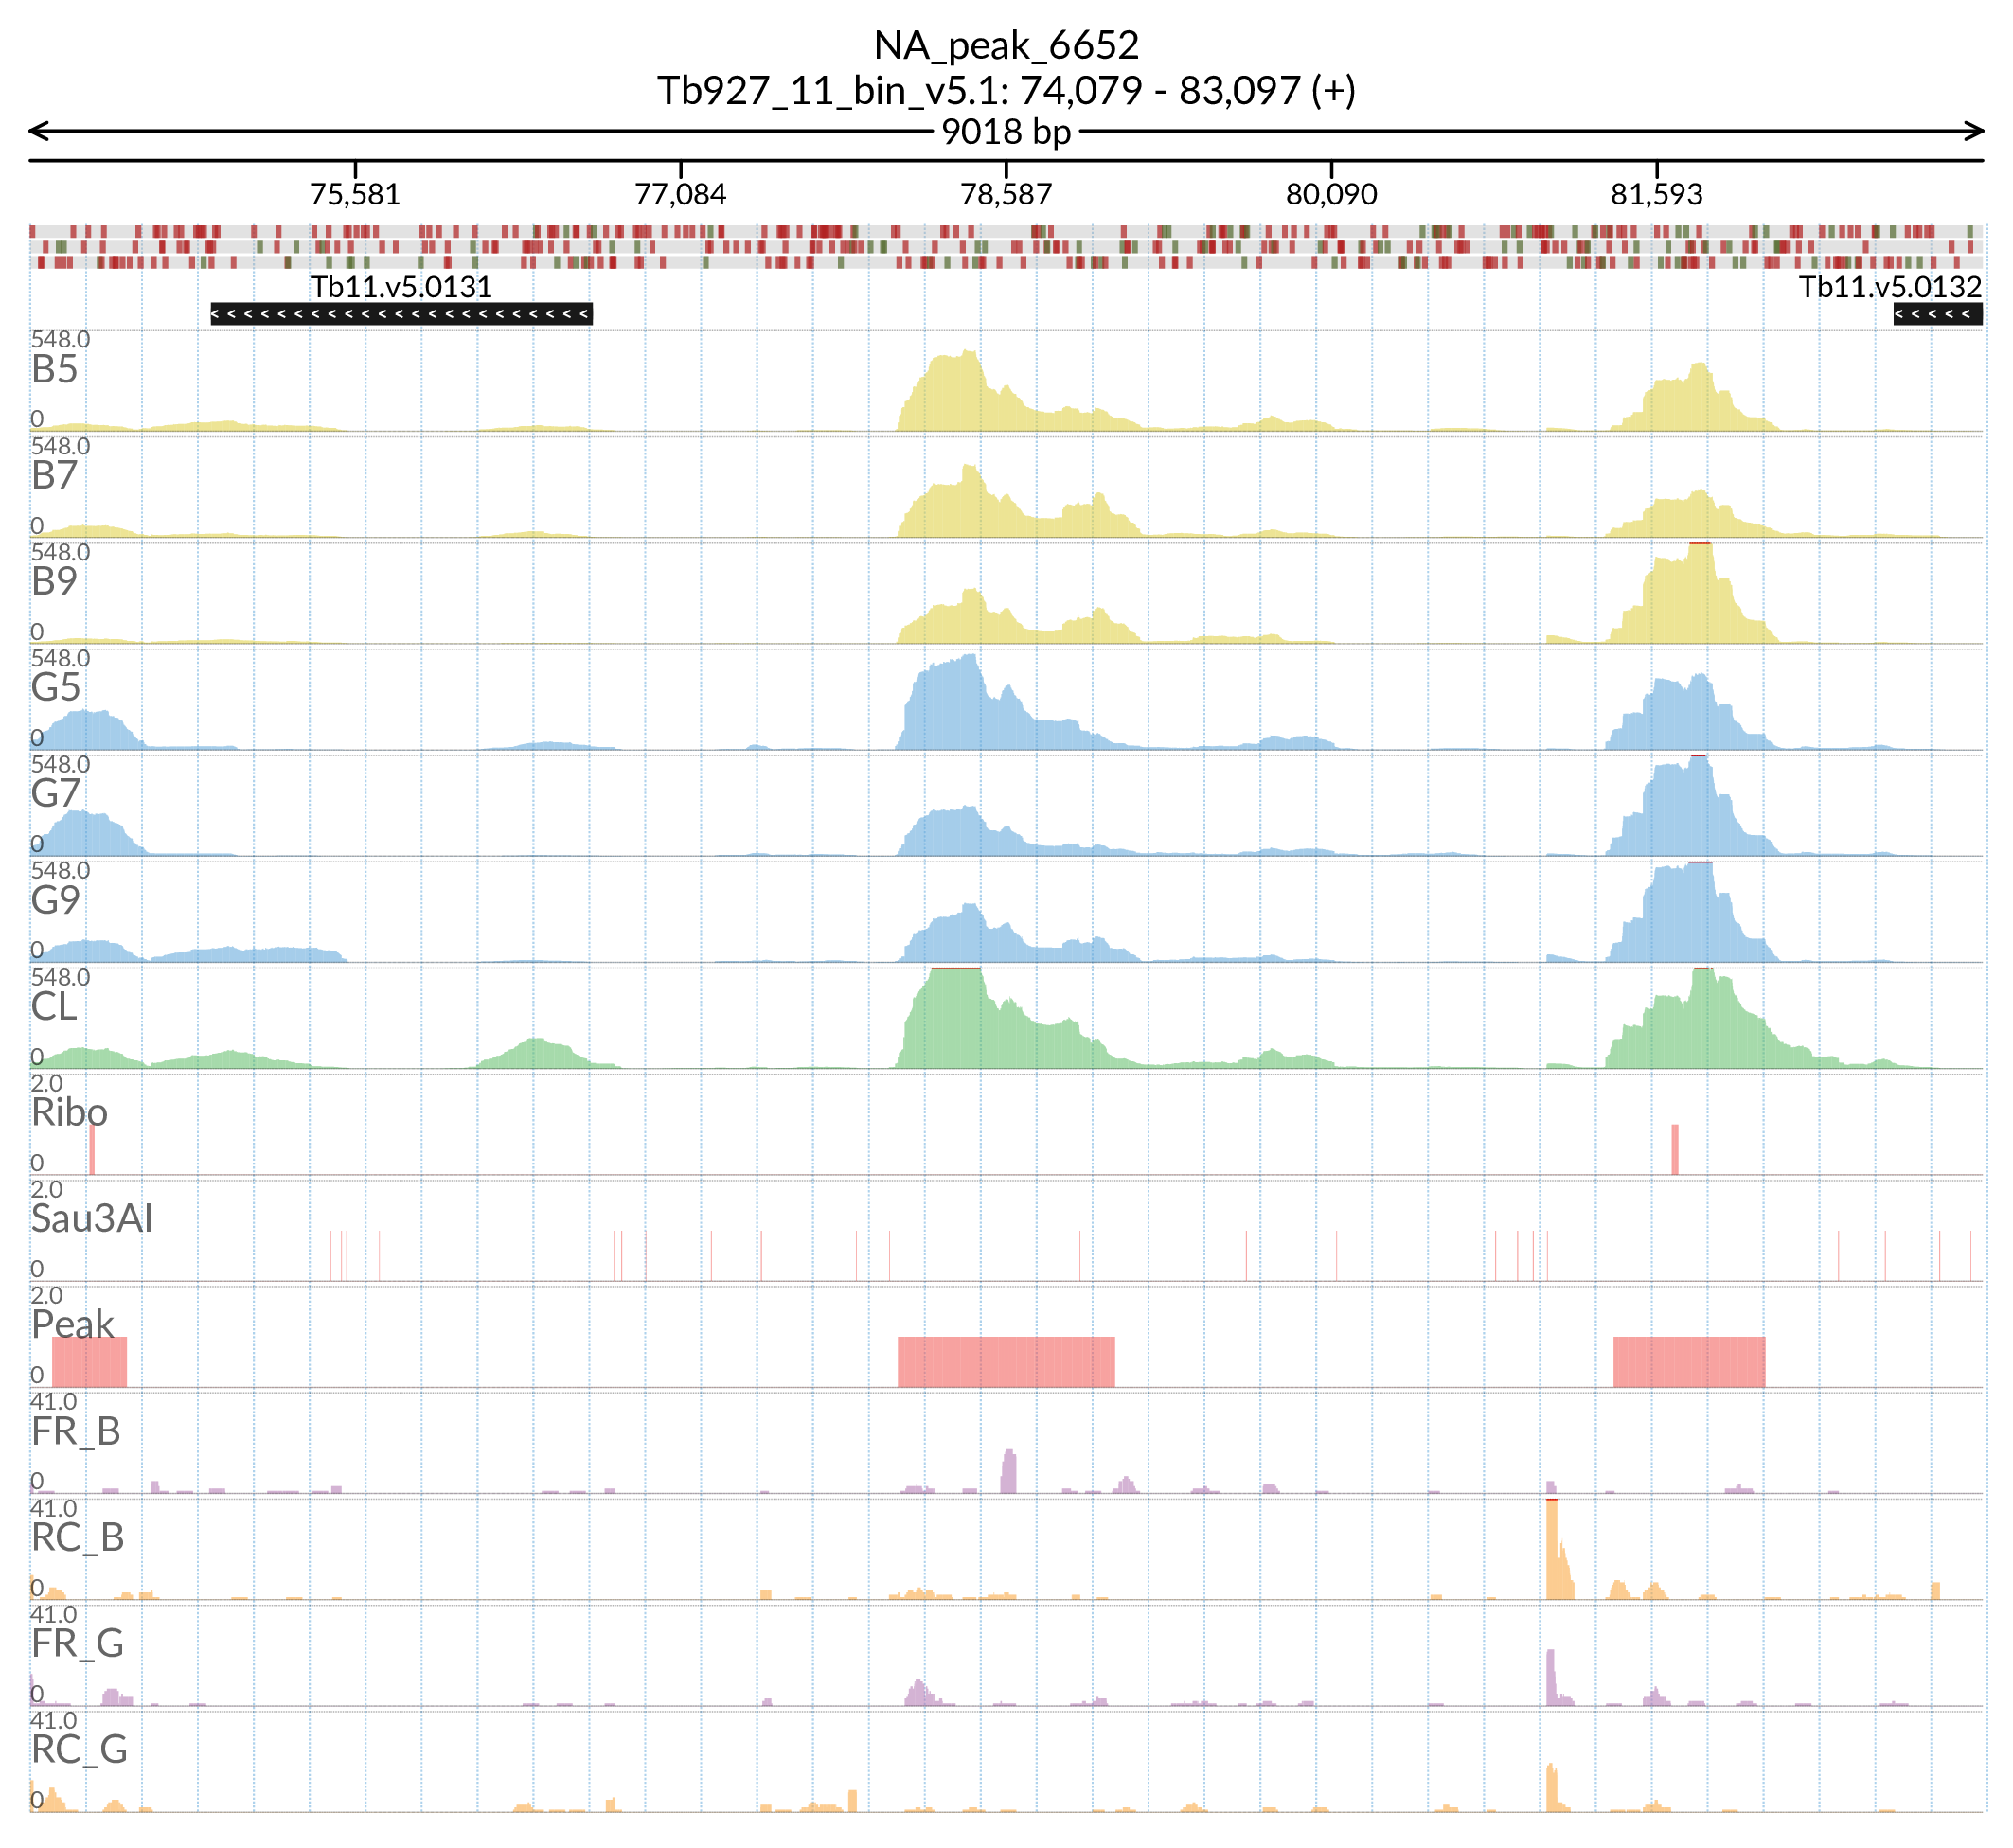 NA_peak_6652
Tb927_11_bin_v5.1: 74,079 - 83,097 (+)
9018 bp
75,581 77,084 78,587 80,090 81,593
Tb11.v5.0131 Tb11.v5.0132
548.0
B5
0
548.0
B7
0
548.0
B9
0
548.0
G5
0
548.0
G7
0
548.0
G9
0
548.0
CL
0
2.0
Ribo
0
2.0
Sau3AI
0
2.0
Peak
0
41.0
FR_B
0
41.0
RC_B
0
41.0
FR_G
0
41.0
RC_G
0